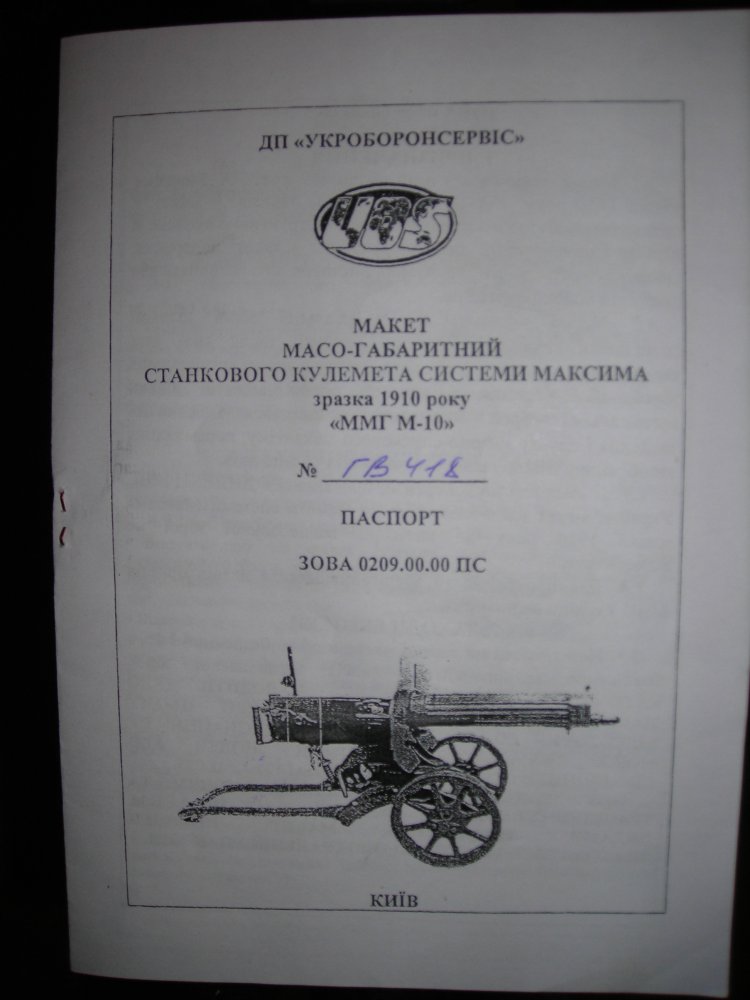 ДП «УКРОБОРОНСЕРВІС»
UOS
МАКЕТ
МАСО-ГАБАРИТНИЙ
СТАНКОВОГО КУЛЕМЕТА СИСТЕМИ МАКСИМА
зразка 1910 року
«ММГ М-10»
№ ГВ 418
ПАСПОРТ
ЗОВА 0209.00.00 ПС
КИЇВ